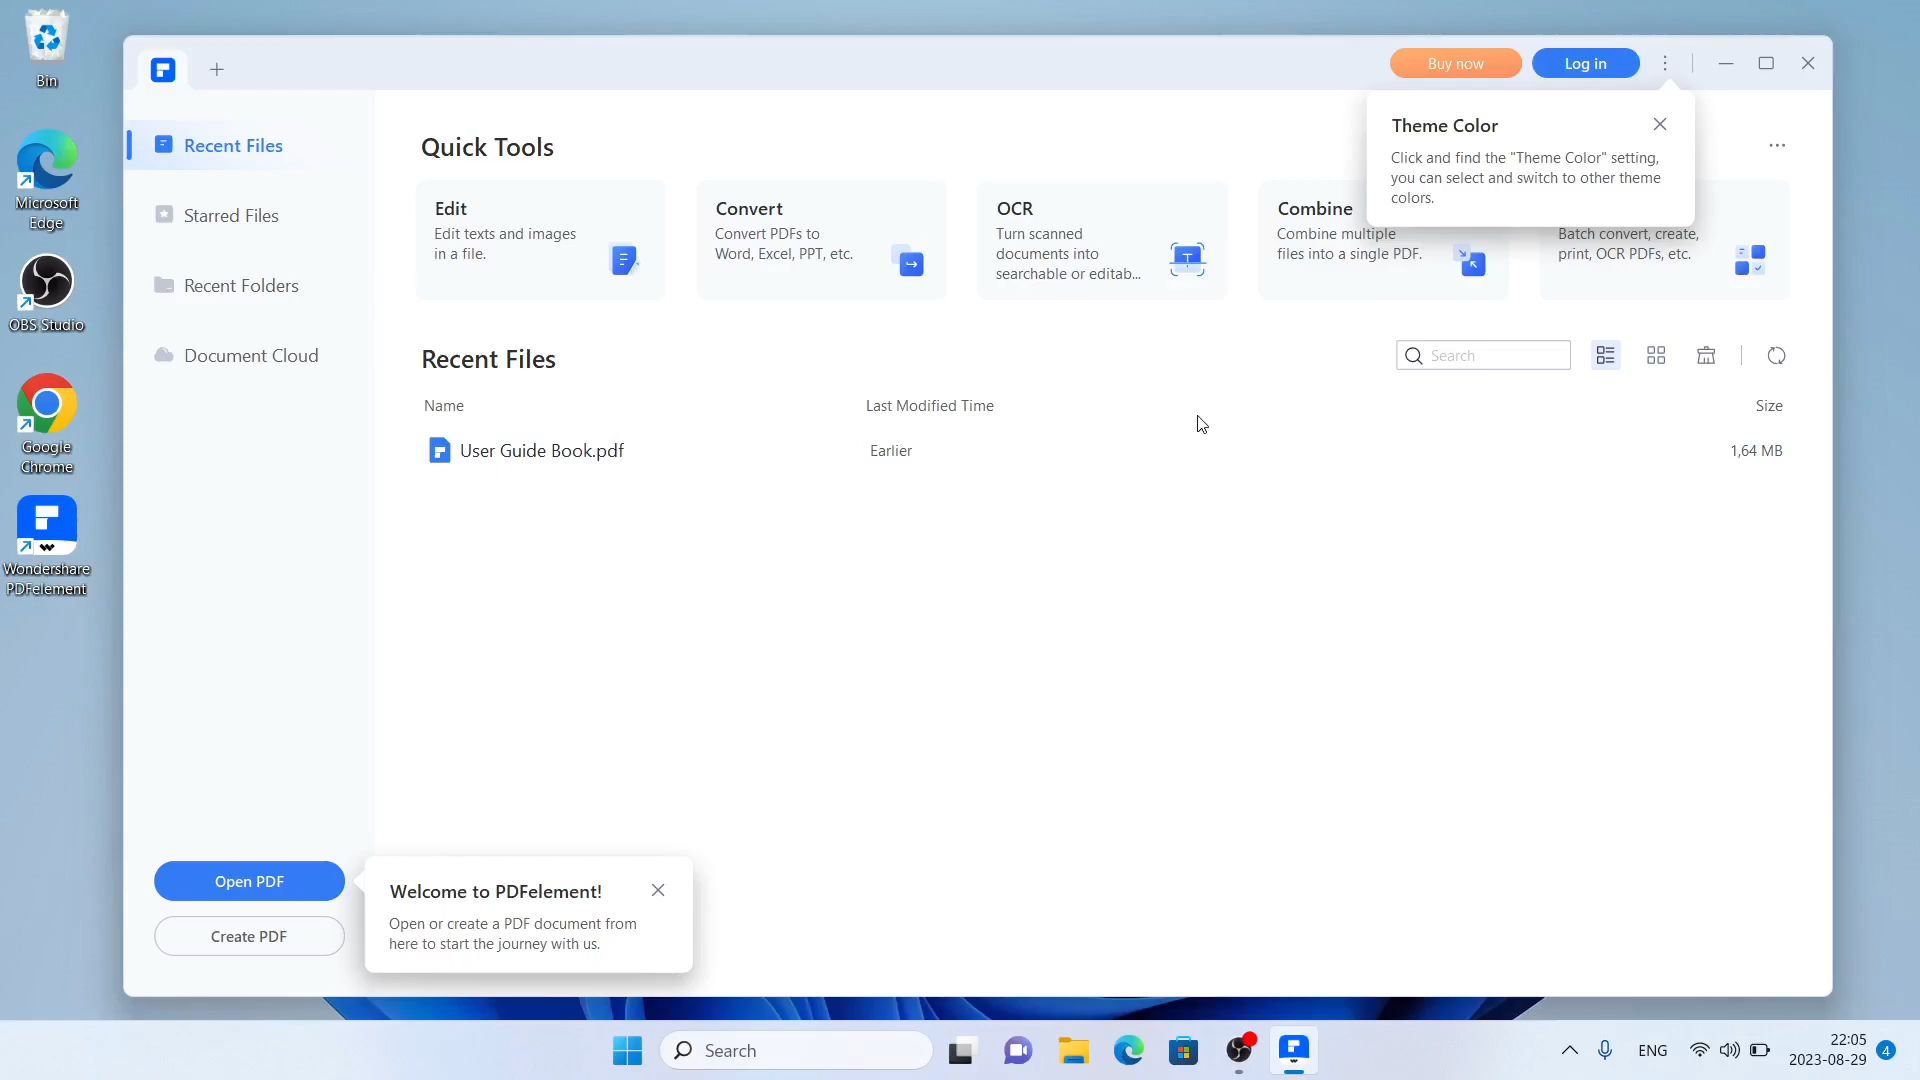 Bin
Microsoft
Edge
OBS Studio
Google
Chrome
Wondershare
PDFelement
Buy now
Log in
Recent Files
Starred Files
Recent Folders
Document Cloud
Quick Tools
Theme Color
Click and find the "Theme Color" setting,
you can select and switch to other theme
colors.
Edit
Edit texts and images
in a file.
Convert
Convert PDFs to
Word, Excel, PPT, etc.
OCR
Turn scanned
documents into
searchable or editab...
Combine
Combine multiple
files into a single PDF.
Batch convert, create,
print, OCR PDFs, etc.
Recent Files
Search
Name
Last Modified Time
Size
User Guide Book.pdf
Earlier
1,64 MB
Open PDF
Create PDF
Welcome to PDFelement!
Open or create a PDF document from
here to start the journey with us.
Search
ENG
22:05
2023-08-29
4